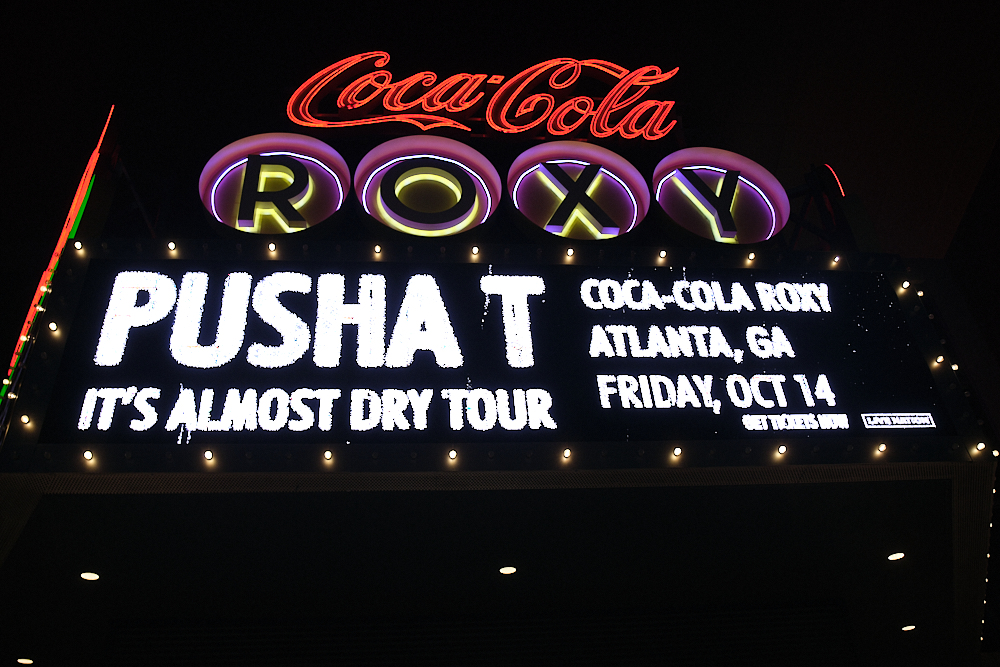 Coca-Cola
ROXY
PUSHA T
IT'S ALMOST DRY TOUR
COCA-COLA ROXY
ATLANTA, GA
FRIDAY, OCT 14
GET TICKETS NOW
LIVE NATION